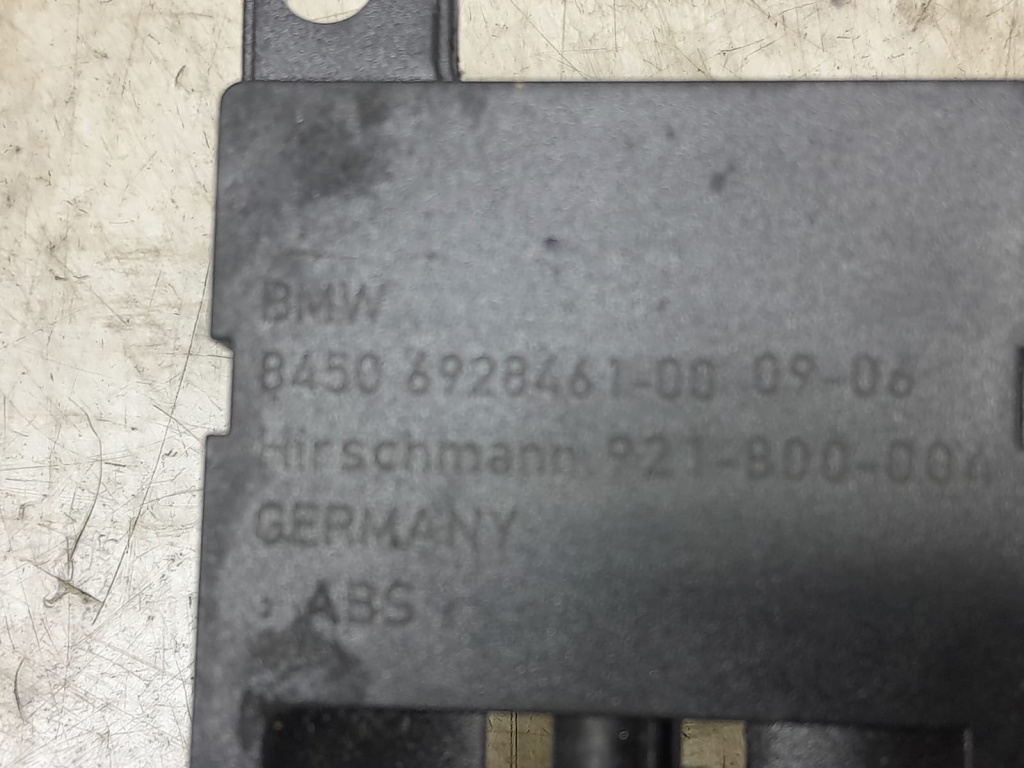 BMW
8450 6928461-00 09-06
Hirschmann 921-800-004
GERMANY
> ABS <